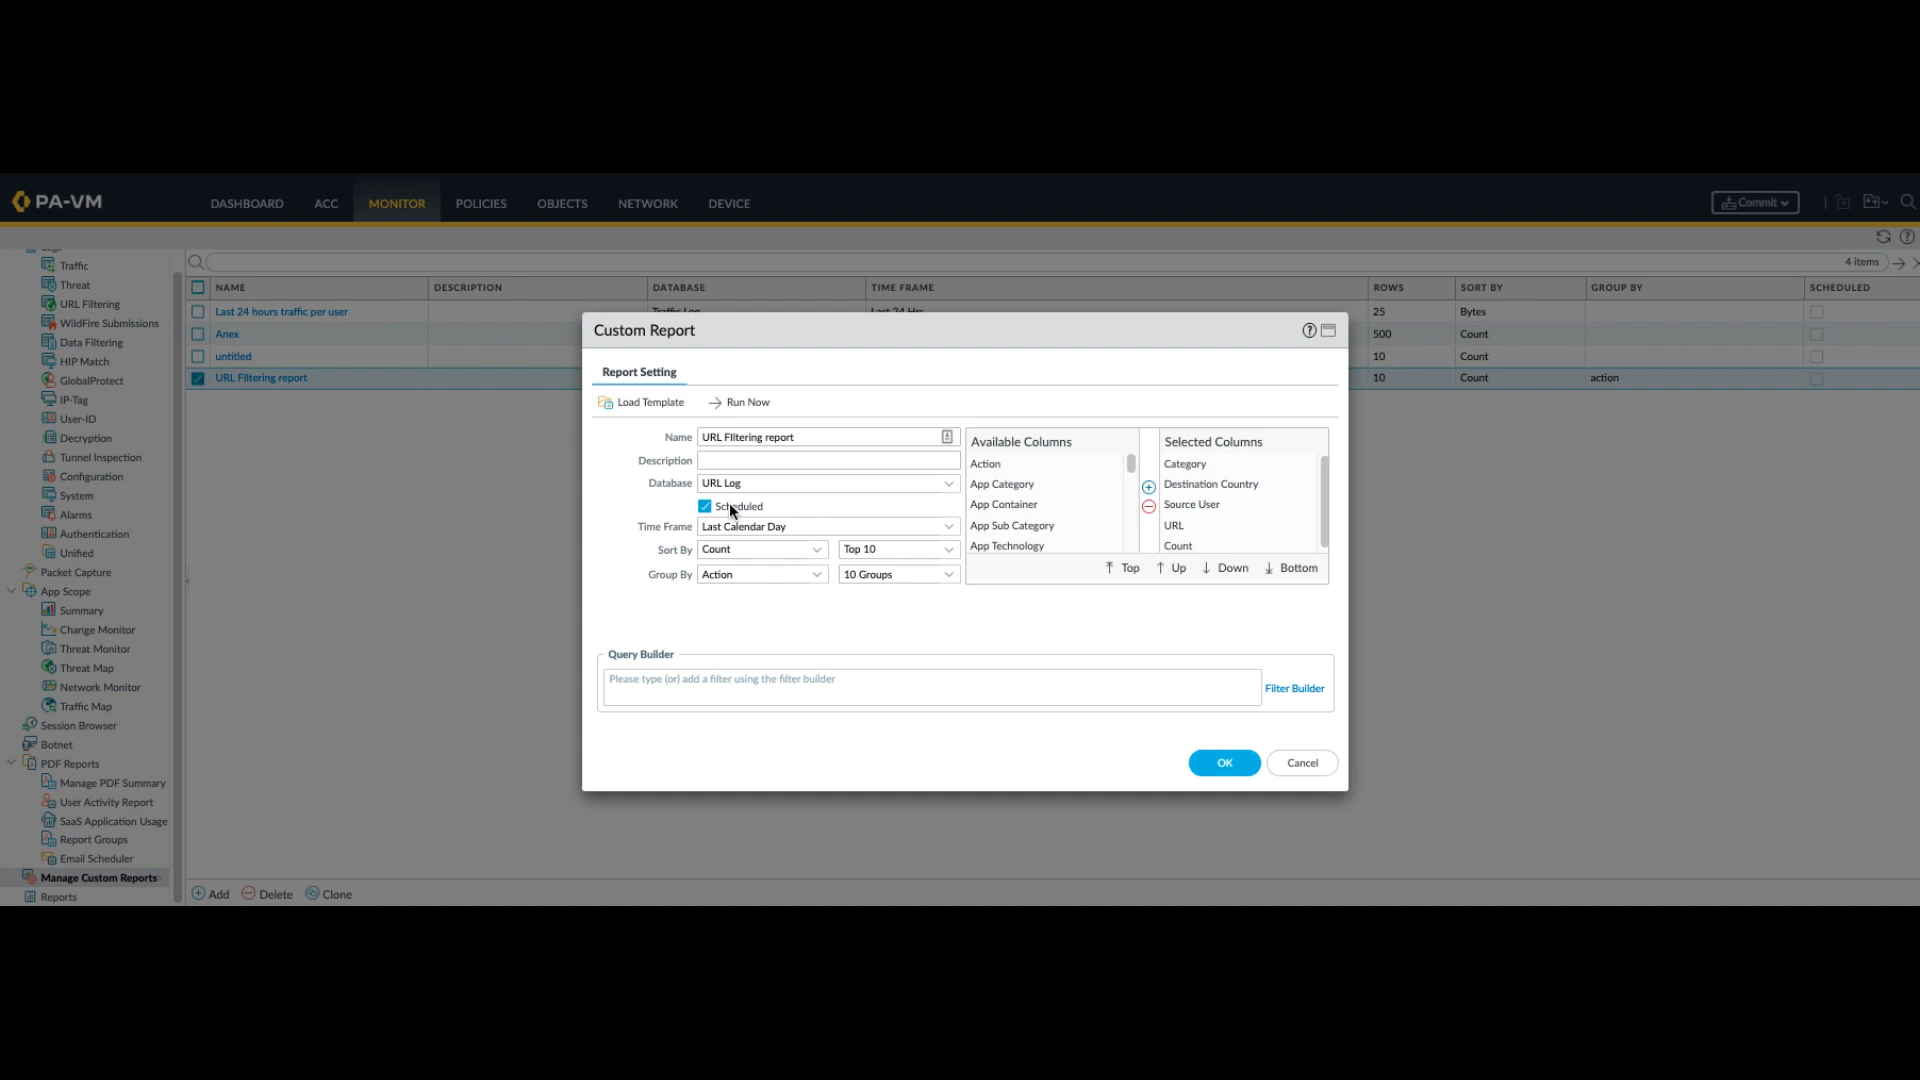 PA-VM
DASHBOARD ACC MONITOR POLICIES OBJECTS NETWORK DEVICE
Commit
4 items
Traffic
Threat
URL Filtering
WildFire Submissions
Data Filtering
HIP Match
GlobalProtect
IP-Tag
User-ID
Decryption
Tunnel Inspection
Configuration
System
Alarms
Authentication
Unified
Packet Capture
App Scope
Summary
Change Monitor
Threat Monitor
Threat Map
Network Monitor
Traffic Map
Session Browser
Botnet
PDF Reports
Manage PDF Summary
User Activity Report
SaaS Application Usage
Report Groups
Email Scheduler
Manage Custom Reports
Reports
NAME DESCRIPTION DATABASE TIME FRAME ROWS SORT BY GROUP BY SCHEDULED
Last 24 hours traffic per user Traffic Log Last 24 Hrs 25 Bytes
Anex 500 Count
untitled 10 Count
URL FIltering report 10 Count action
Custom Report
Report Setting
Load Template Run Now
Name URL FIltering report
Description
Database URL Log
Scheduled
Time Frame Last Calendar Day
Sort By Count Top 10
Group By Action 10 Groups
Available Columns
Action
App Category
App Container
App Sub Category
App Technology
Selected Columns
Category
Destination Country
Source User
URL
Count
Top Up Down Bottom
Query Builder
Please type (or) add a filter using the filter builder
Filter Builder
OK Cancel
Add Delete Clone